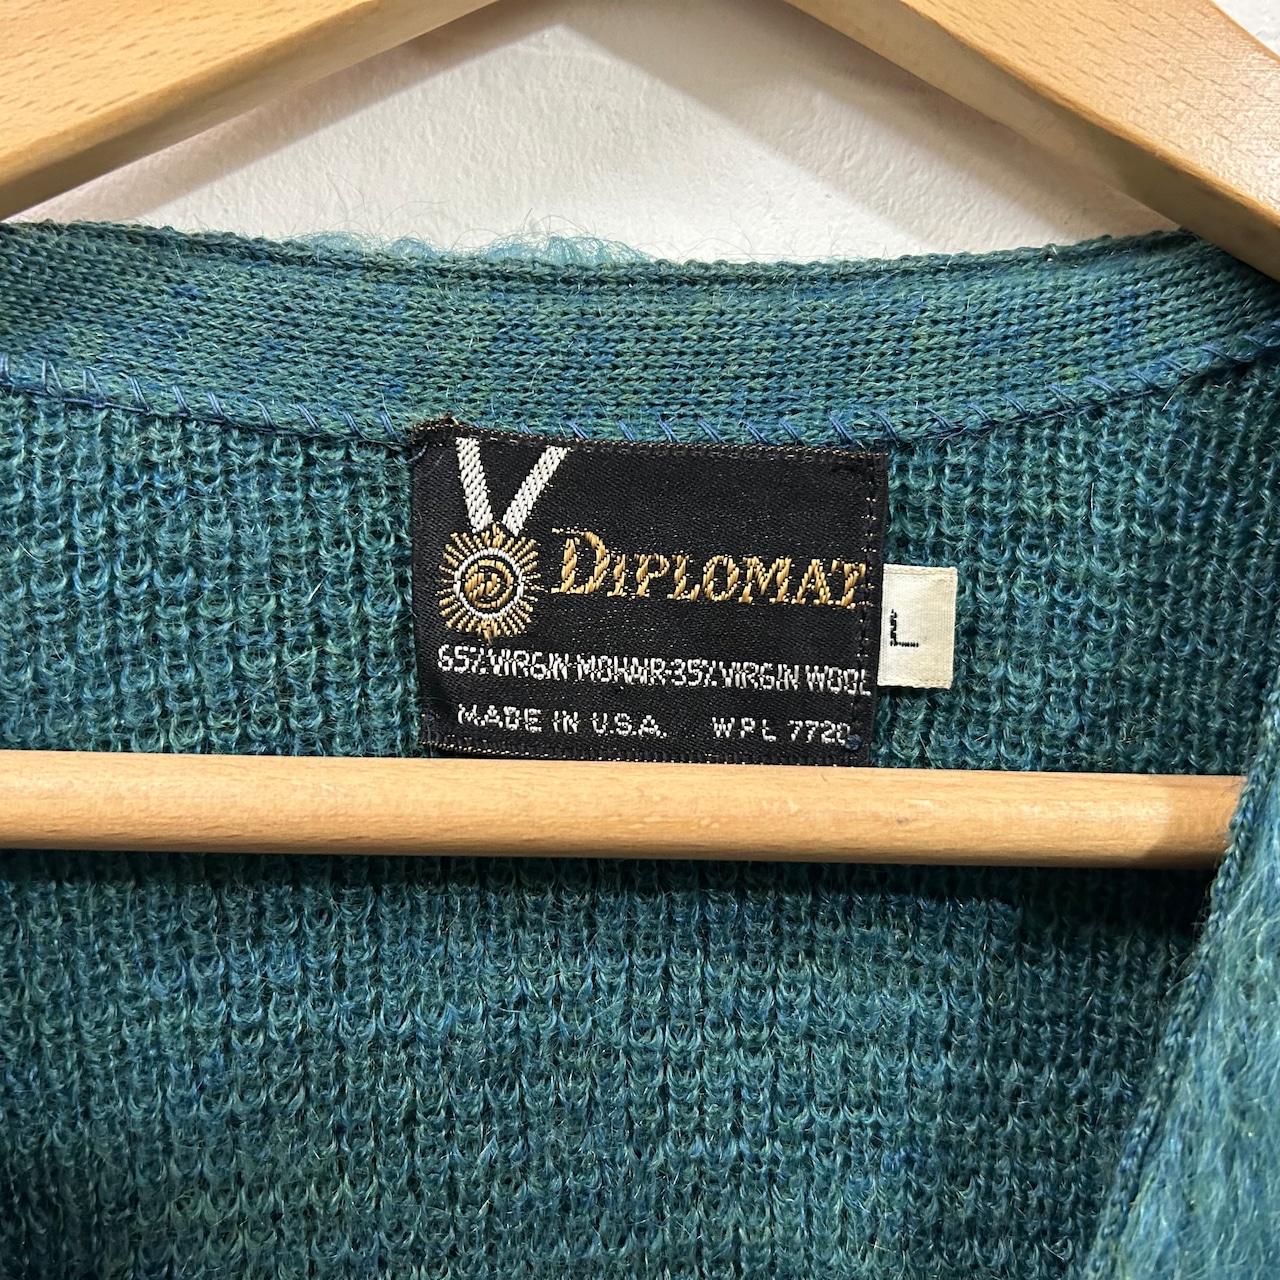 DIPLOMAT
65% VIRGIN MOHAIR-35% VIRGIN WOOL
MADE IN U.S.A. WPL 7720
L